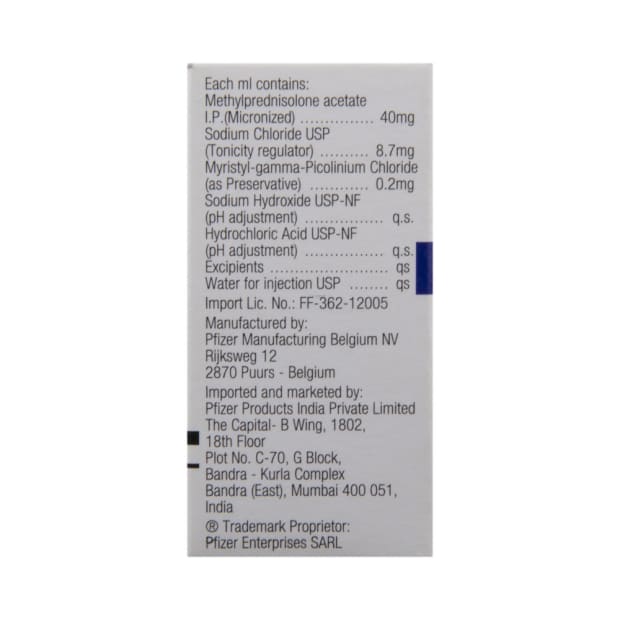 Each ml contains:
Methylprednisolone acetate
I.P.(Micronized) ............... 40mg
Sodium Chloride USP
(Tonicity regulator) .......... 8.7mg
Myristyl-gamma-Picolinium Chloride
(as Preservative) ............ 0.2mg
Sodium Hydroxide USP-NF
(pH adjustment) ................ q.s.
Hydrochloric Acid USP-NF
(pH adjustment) ................ q.s.
Excipients ........................ qs
Water for injection USP ........ qs
Import Lic. No.: FF-362-12005
Manufactured by:
Pfizer Manufacturing Belgium NV
Rijksweg 12
2870 Puurs - Belgium
Imported and marketed by:
Pfizer Products India Private Limited
The Capital- B Wing, 1802,
18th Floor
Plot No. C-70, G Block,
Bandra - Kurla Complex
Bandra (East), Mumbai 400 051,
India
® Trademark Proprietor:
Pfizer Enterprises SARL